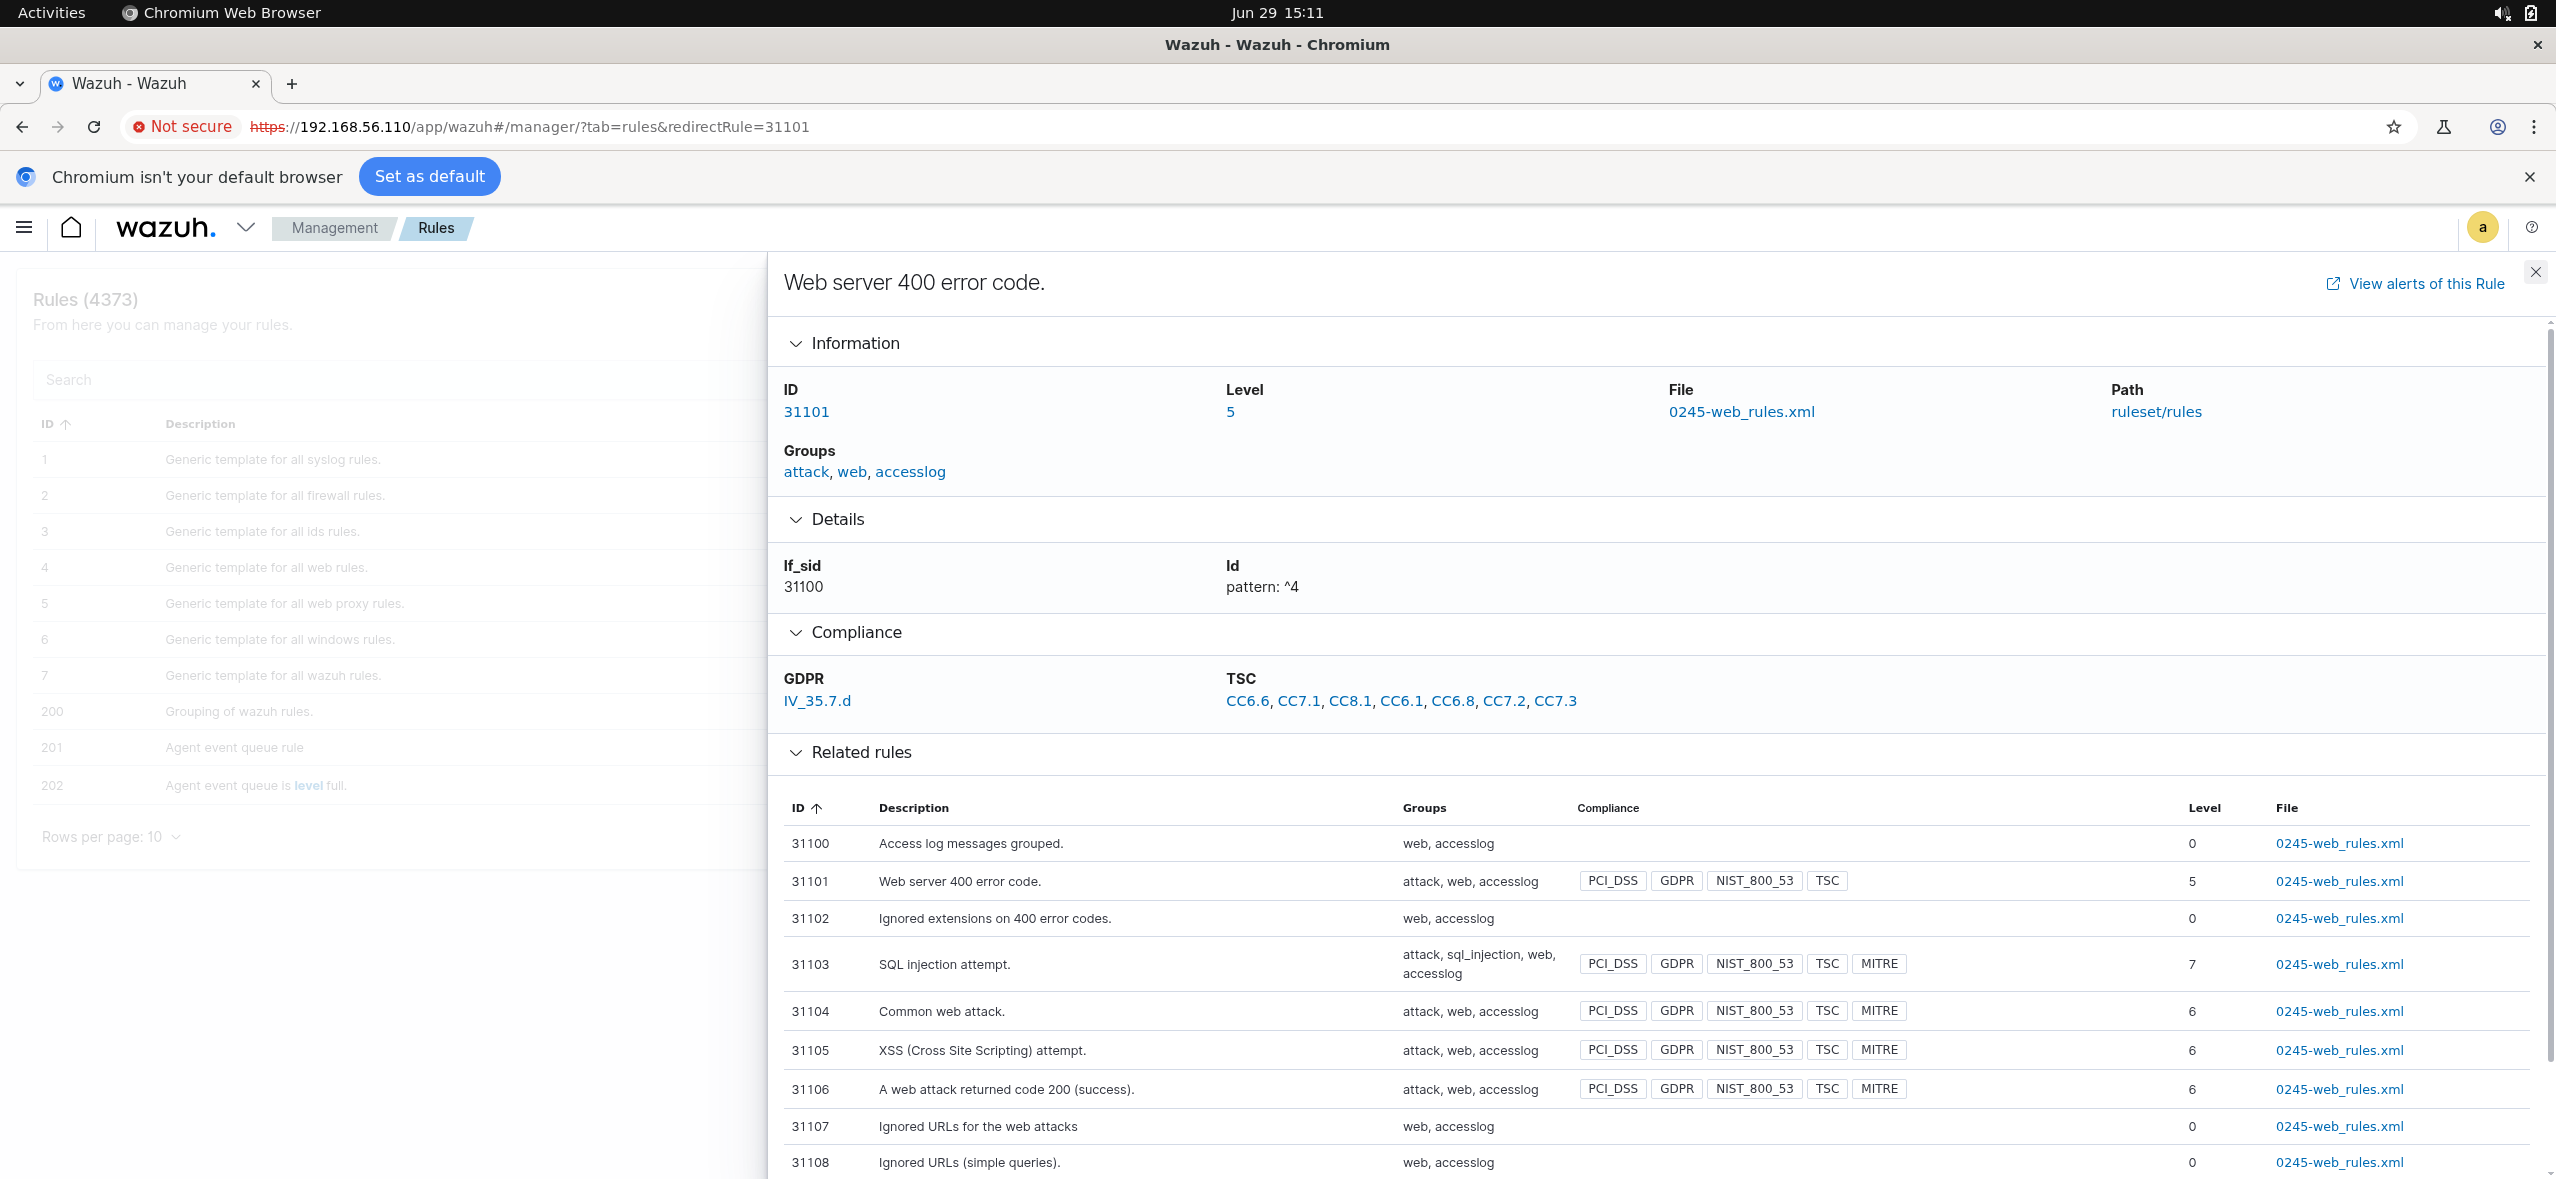 Activities
Chromium Web Browser
Jun 29 15:11
Wazuh - Wazuh - Chromium
Wazuh - Wazuh
Not secure
https://192.168.56.110/app/wazuh#/manager/?tab=rules&redirectRule=31101
Chromium isn't your default browser
Set as default
wazuh.
Management
Rules
a
Rules (4373)
From here you can manage your rules.
Search
ID
Description
1 Generic template for all syslog rules.
2 Generic template for all firewall rules.
3 Generic template for all ids rules.
4 Generic template for all web rules.
5 Generic template for all web proxy rules.
6 Generic template for all windows rules.
7 Generic template for all wazuh rules.
200 Grouping of wazuh rules.
201 Agent event queue rule
202 Agent event queue is level full.
Rows per page: 10
Web server 400 error code.
View alerts of this Rule
Information
ID Level File Path
31101 5 0245-web_rules.xml ruleset/rules
Groups
attack, web, accesslog
Details
If_sid Id
31100 pattern: ^4
Compliance
GDPR TSC
IV_35.7.d CC6.6, CC7.1, CC8.1, CC6.1, CC6.8, CC7.2, CC7.3
Related rules
ID Description Groups Compliance Level File
31100 Access log messages grouped. web, accesslog 0 0245-web_rules.xml
31101 Web server 400 error code. attack, web, accesslog PCI_DSS GDPR NIST_800_53 TSC 5 0245-web_rules.xml
31102 Ignored extensions on 400 error codes. web, accesslog 0 0245-web_rules.xml
31103 SQL injection attempt. attack, sql_injection, web, accesslog PCI_DSS GDPR NIST_800_53 TSC MITRE 7 0245-web_rules.xml
31104 Common web attack. attack, web, accesslog PCI_DSS GDPR NIST_800_53 TSC MITRE 6 0245-web_rules.xml
31105 XSS (Cross Site Scripting) attempt. attack, web, accesslog PCI_DSS GDPR NIST_800_53 TSC MITRE 6 0245-web_rules.xml
31106 A web attack returned code 200 (success). attack, web, accesslog PCI_DSS GDPR NIST_800_53 TSC MITRE 6 0245-web_rules.xml
31107 Ignored URLs for the web attacks web, accesslog 0 0245-web_rules.xml
31108 Ignored URLs (simple queries). web, accesslog 0 0245-web_rules.xml